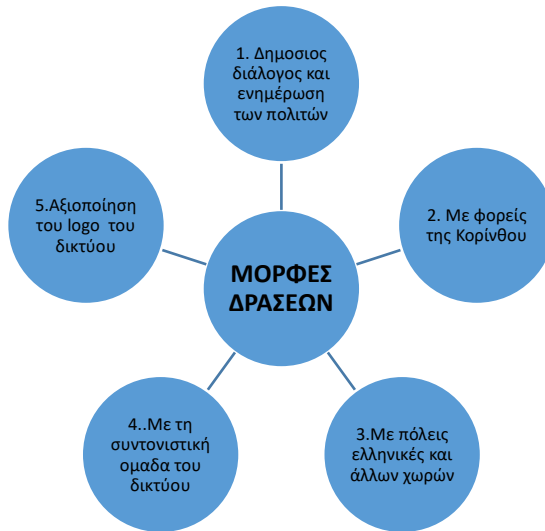 1. Δημοσιος
διάλογος και
ενημέρωση
των πολιτών
5.Αξιοποίηση
του logo του
δικτύου
2. Με φορείς
της Κορίνθου
ΜΟΡΦΕΣ
ΔΡΑΣΕΩΝ
4..Με τη
συντονιστική
ομαδα του
δικτύου
3.Με πόλεις
ελληνικές και
άλλων χωρών